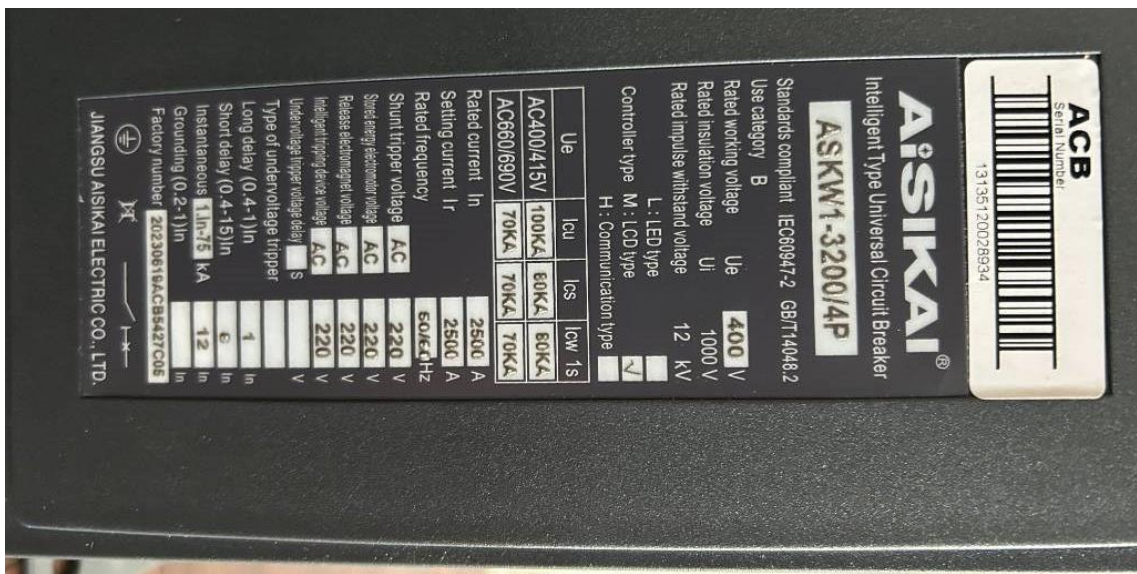 ACB
Serial Number
13135120028934
AiSIKAI®
Intelligent Type Universal Circuit Breaker
ASKW1-3200/4P
Standards compliant IEC60947-2 GB/T14048.2
Use category B
Rated working voltage Ue 400 V
Rated insulation voltage Ui 1000 V
Rated impulse withstand voltage 12 kV
L: LED type
Controller type M: LCD type √
H: Communication type
Ue Icu Ics Icw 1s
AC400/415V 100KA 80KA 80KA
AC660/690V 70KA 70KA 70KA
Rated current In 2500 A
Setting current Ir 2500 A
Rated frequency 50/60Hz
Shunt tripper voltage AC 220 V
Stored energy eletromotor voltage AC 220 V
Release electromagnet voltage AC 220 V
Intelligent tripping device voltage AC 220 V
Undervoltage tripper voltage delay S V
Type of undervoltage tripper
Long delay (0.4-1)In 1 In
Short delay (0.4-15)In In
Instantaneous 1.In-75 kA 12 In
Grounding (0.2-1)In In
Factory number 20230619ACB5427C06
JIANGSU AISIKAI ELECTRIC CO., LTD.